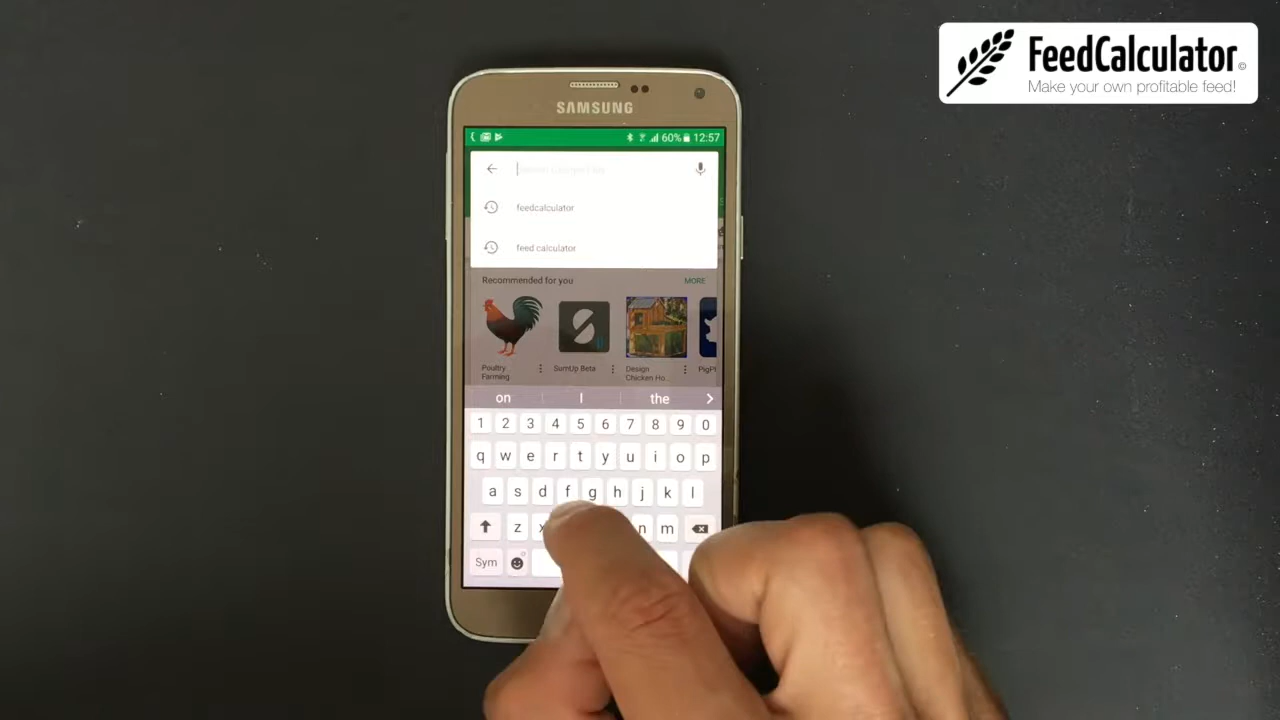 FeedCalculator©
Make your own profitable feed!
SAMSUNG
60% 12:57
feedcalculator
feed calculator
Recommended for you MORE
Poultry Farming
SumUp Beta
Design Chicken Ho...
on I the
1 2 3 4 5 6 7 8 9 0
q w e r t y u i o p
a s d f g h j k l
z x n m
Sym